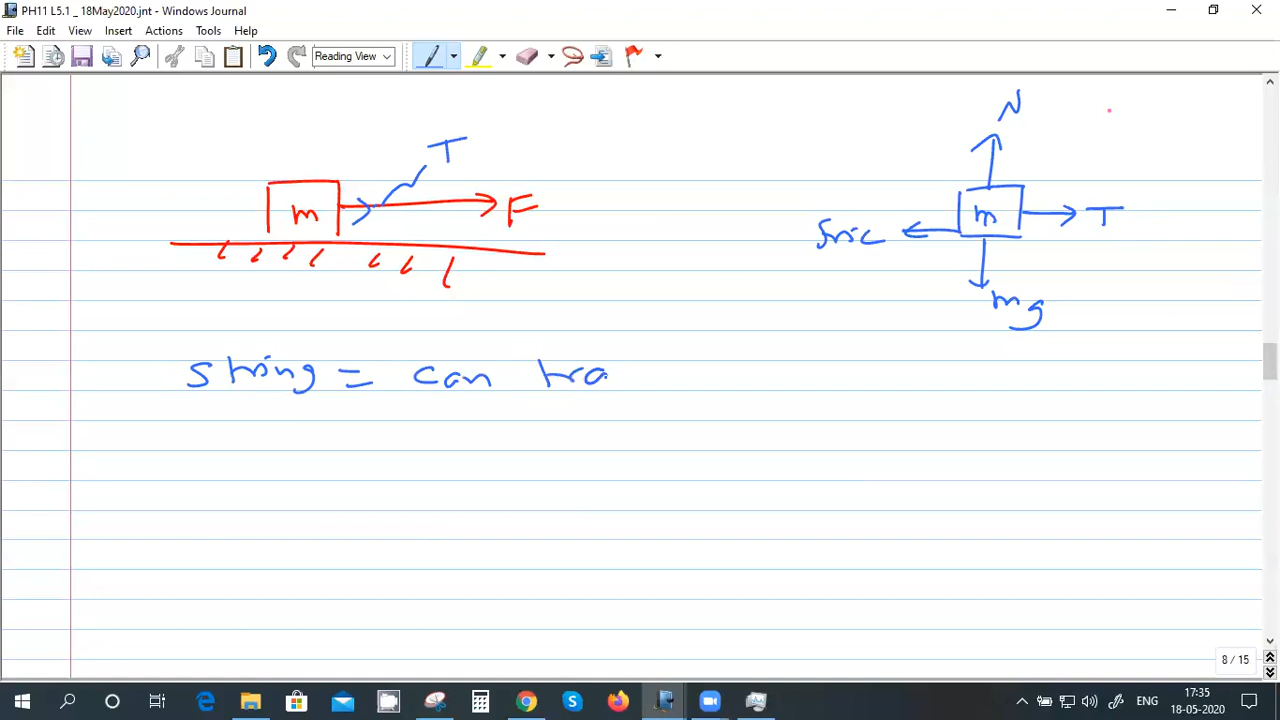 PH11 L5.1 _ 18May2020.jnt - Windows Journal
File Edit View Insert Actions Tools Help
Reading View
N
T
m F
m T
fric
mg
string = can tra
8 / 15
ENG
17:35
18-05-2020